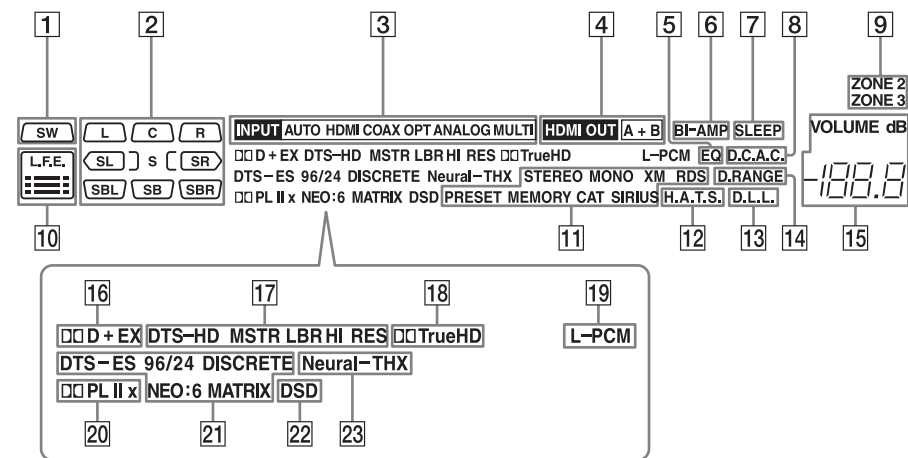 1 2 3 4 5 6 7 8 9
ZONE 2
ZONE 3
SW L C R INPUT AUTO HDMI COAX OPT ANALOG MULTI HDMI OUT A + B BI-AMP SLEEP VOLUME dB
L.F.E. SL S SR D + EX DTS-HD MSTR LBR HI RES TrueHD L-PCM EQ D.C.A.C.
SBL SB SBR DTS-ES 96/24 DISCRETE Neural-THX STEREO MONO XM RDS D.RANGE -188.8
PL II x NEO:6 MATRIX DSD PRESET MEMORY CAT SIRIUS H.A.T.S. D.L.L.
10 11 12 13 14 15
16 17 18 19
D + EX DTS-HD MSTR LBR HI RES TrueHD L-PCM
DTS-ES 96/24 DISCRETE Neural-THX
PL II x NEO:6 MATRIX DSD
20 21 22 23